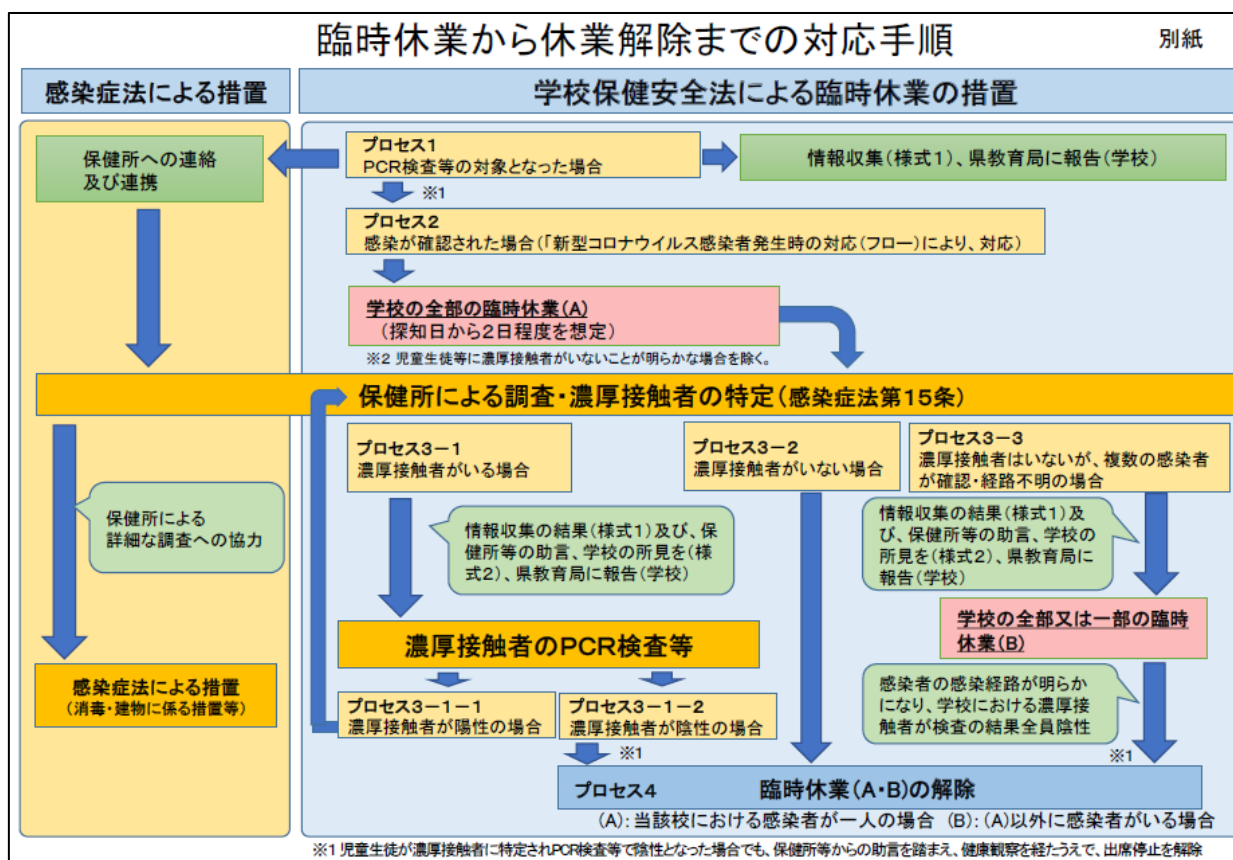 臨時休業から休業解除までの対応手順
別紙
感染症法による措置
学校保健安全法による臨時休業の措置
保健所への連絡
及び連携
プロセス1
PCR検査等の対象となった場合
情報収集(様式1)、県教育局に報告(学校)
※1
プロセス2
感染が確認された場合(「新型コロナウイルス感染者発生時の対応(フロー)により、対応)
学校の全部の臨時休業(A)
(探知日から2日程度を想定)
※2 児童生徒等に濃厚接触者がいないことが明らかな場合を除く。
保健所による調査・濃厚接触者の特定(感染症法第15条)
プロセス3-1
濃厚接触者がいる場合
プロセス3-2
濃厚接触者がいない場合
プロセス3-3
濃厚接触者はいないが、複数の感染者
が確認・経路不明の場合
保健所による
詳細な調査への協力
情報収集の結果(様式1)及び、保
健所等の助言、学校の所見を(様
式2)、県教育局に報告(学校)
情報収集の結果(様式1)及
び、保健所等の助言、学校の
所見を(様式2)、県教育局に
報告(学校)
学校の全部又は一部の臨時
休業(B)
濃厚接触者のPCR検査等
感染症法による措置
(消毒・建物に係る措置等)
プロセス3-1-1
濃厚接触者が陽性の場合
プロセス3-1-2
濃厚接触者が陰性の場合
感染者の感染経路が明らか
になり、学校における濃厚接
触者が検査の結果全員陰性
※1
※1
プロセス4 臨時休業(A・B)の解除
(A):当該校における感染者が一人の場合 (B):(A)以外に感染者がいる場合
※1 児童生徒が濃厚接触者に特定されPCR検査等で陰性となった場合でも、保健所等からの助言を踏まえ、健康観察を経たうえで、出席停止を解除